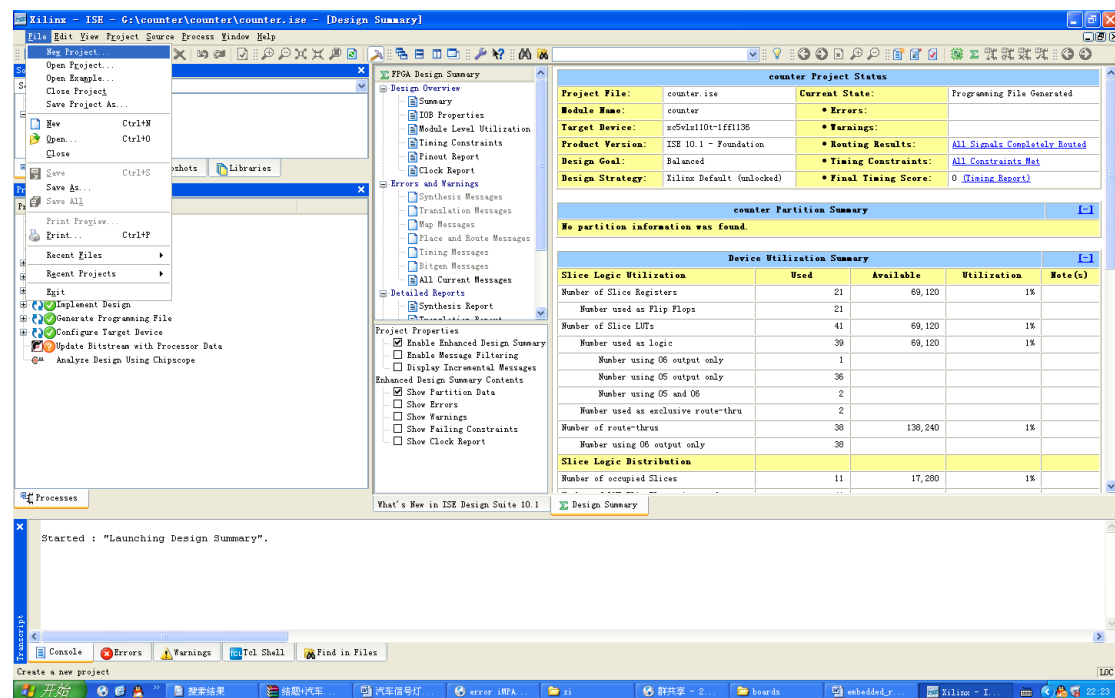 Xilinx - ISE - G:\counter\counter\counter.ise - [Design Summary]
File Edit View Project Source Process Window Help
New Project...
Open Project...
Open Example...
Close Project
Save Project As...
New Ctrl+N
Open... Ctrl+O
Close
Save Ctrl+S
Save As...
Save All
Print Preview...
Print... Ctrl+P
Recent Files
Recent Projects
Exit
shots
Libraries
Implement Design
Generate Programming File
Configure Target Device
Update Bitstream with Processor Data
Analyze Design Using Chipscope
Processes
FPGA Design Summary
Design Overview
Summary
IOB Properties
Module Level Utilization
Timing Constraints
Pinout Report
Clock Report
Errors and Warnings
Synthesis Messages
Translation Messages
Map Messages
Place and Route Messages
Timing Messages
Bitgen Messages
All Current Messages
Detailed Reports
Synthesis Report
Translation Report
Project Properties
Enable Enhanced Design Summary
Enable Message Filtering
Display Incremental Messages
Enhanced Design Summary Contents
Show Partition Data
Show Errors
Show Warnings
Show Failing Constraints
Show Clock Report
What's New in ISE Design Suite 10.1
Design Summary
counter Project Status
Project File: counter.ise Current State: Programming File Generated
Module Name: counter • Errors:
Target Device: xc5vlx110t-1ff1136 • Warnings:
Product Version: ISE 10.1 - Foundation • Routing Results: All Signals Completely Routed
Design Goal: Balanced • Timing Constraints: All Constraints Met
Design Strategy: Xilinx Default (unlocked) • Final Timing Score: 0 (Timing Report)
counter Partition Summary [-]
No partition information was found.
Device Utilization Summary [-]
Slice Logic Utilization Used Available Utilization Note(s)
Number of Slice Registers 21 69,120 1%
Number used as Flip Flops 21
Number of Slice LUTs 41 69,120 1%
Number used as logic 39 69,120 1%
Number using O6 output only 1
Number using O5 output only 36
Number using O5 and O6 2
Number used as exclusive route-thru 2
Number of route-thrus 38 138,240 1%
Number using O6 output only 38
Slice Logic Distribution
Number of occupied Slices 11 17,280 1%
Started : "Launching Design Summary".
Transcript
Console
Errors
Warnings
Tcl Shell
Find in Files
Create a new project
LOC
开始
搜索结果
结题+汽车...
汽车信号灯...
error iMPA...
zi
群共享 - 2...
boards
embedded_r...
Xilinx - I...